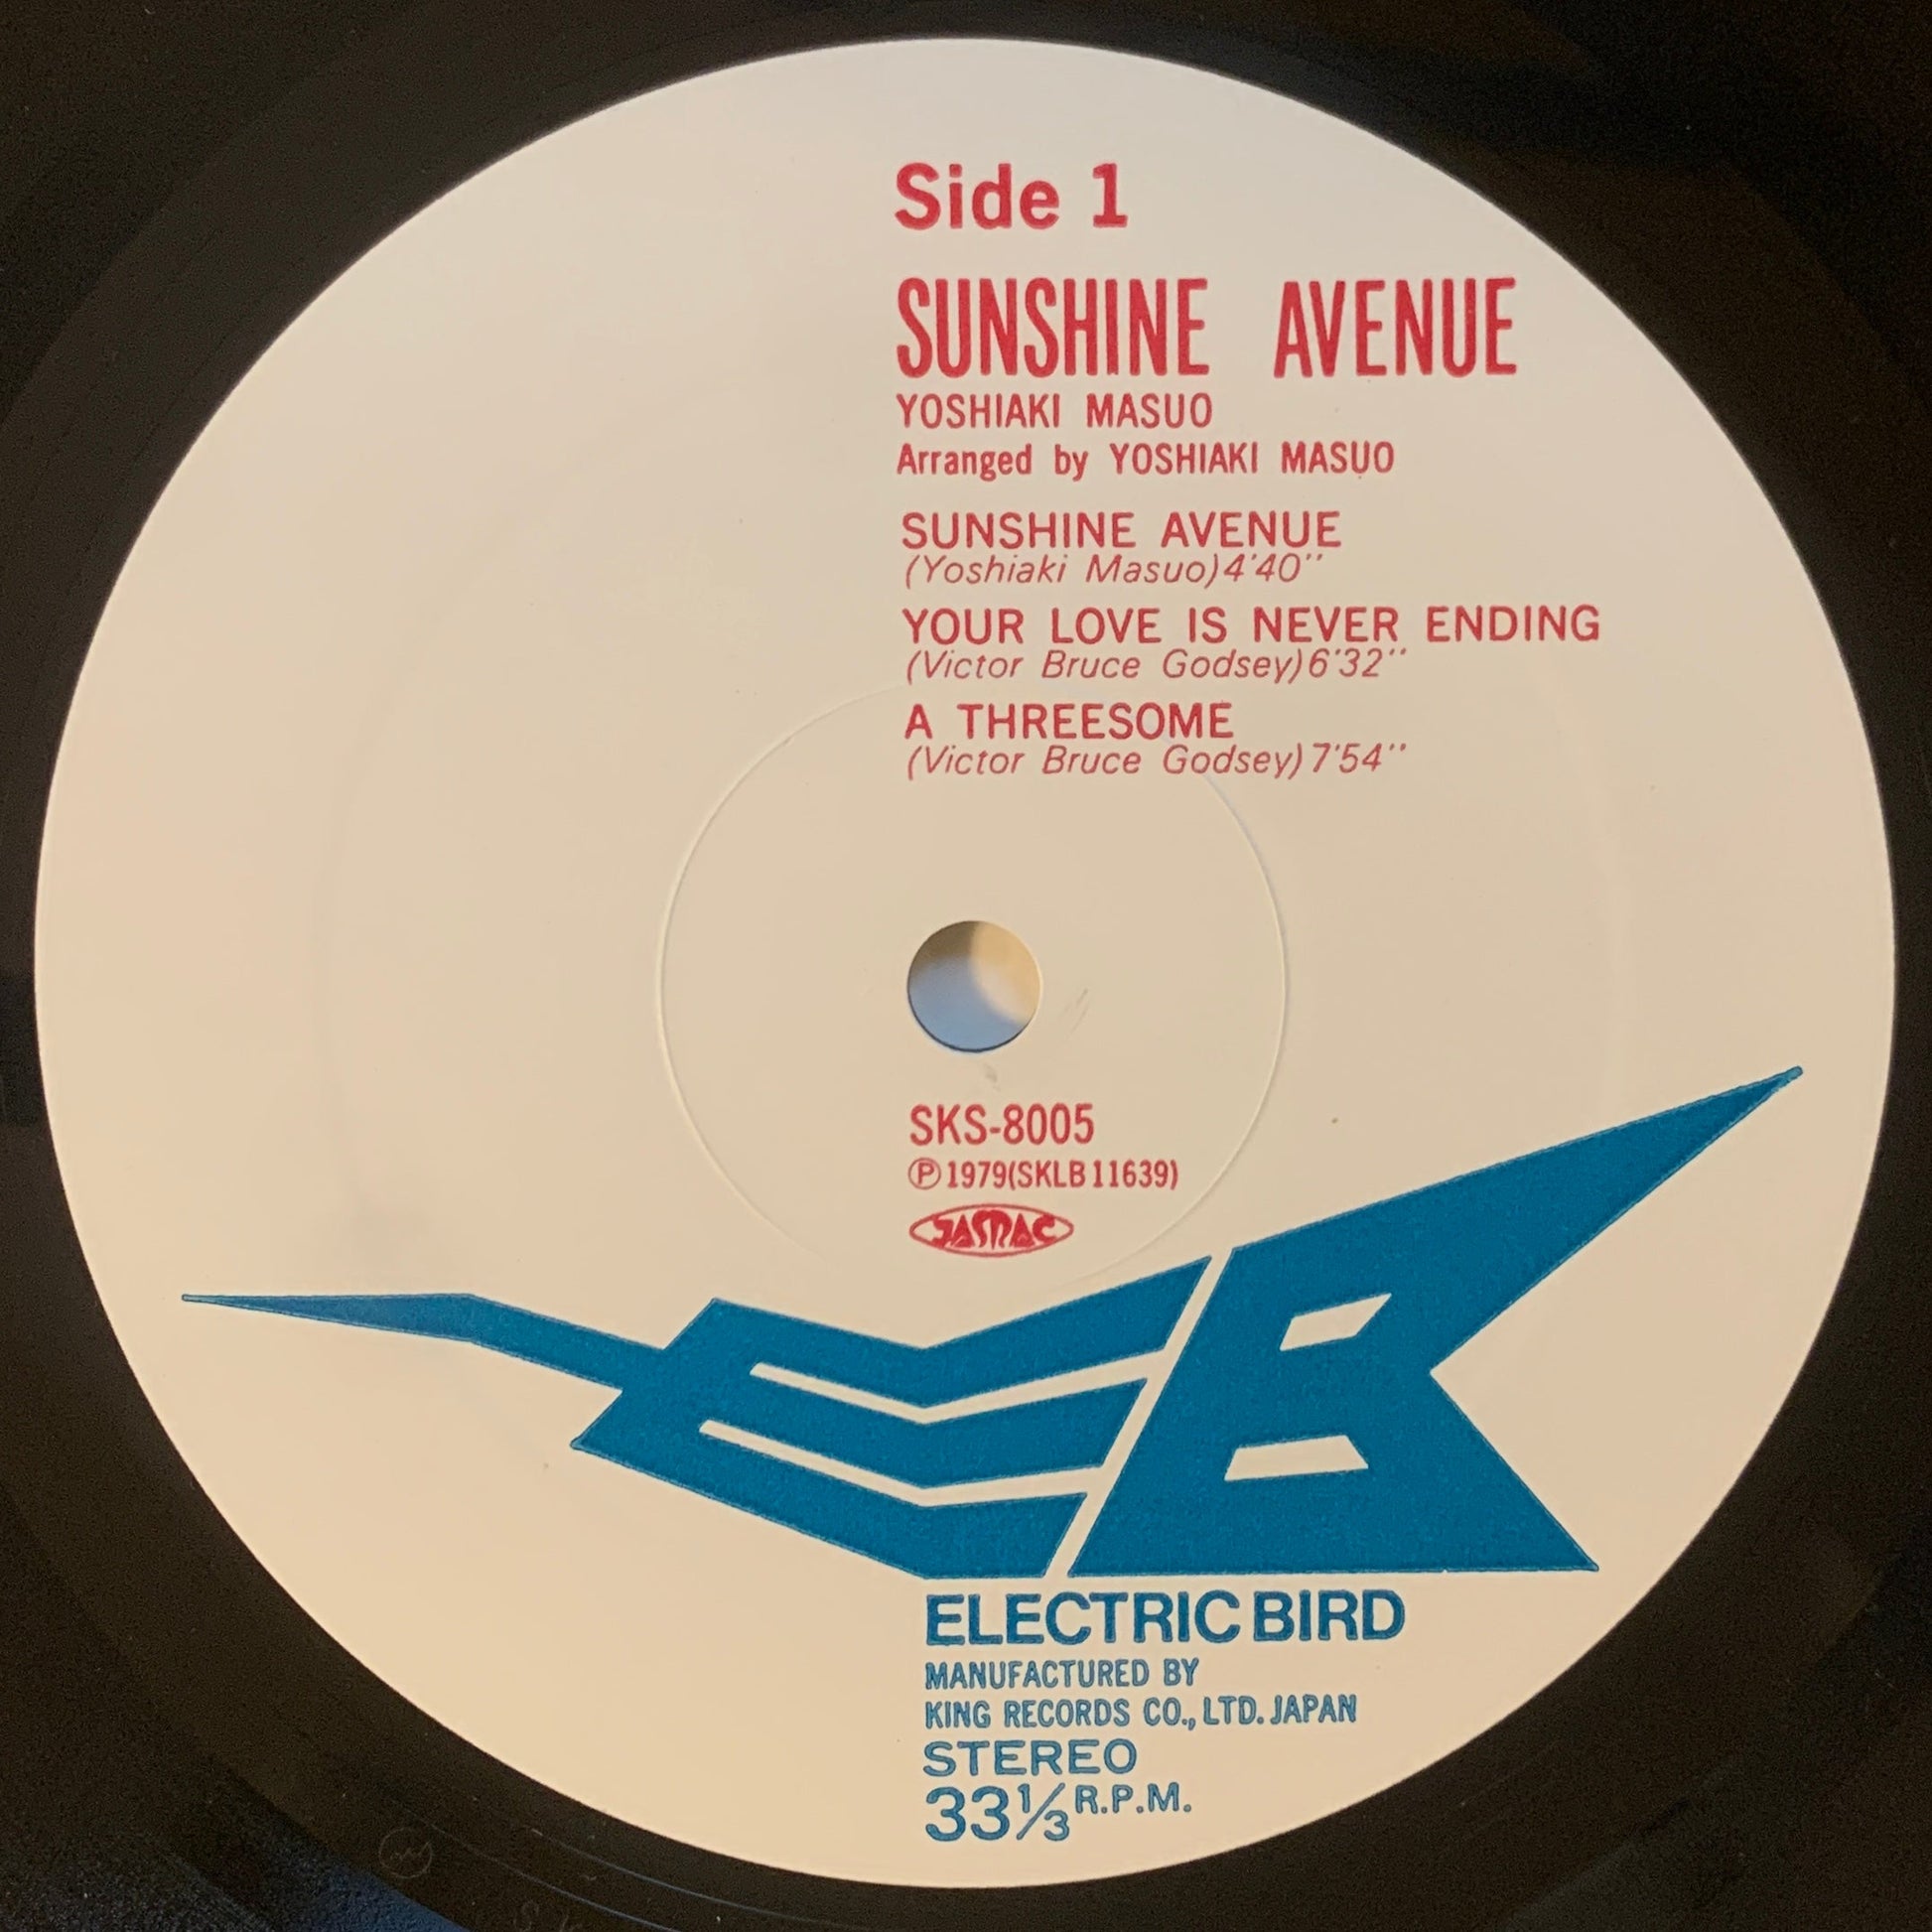 Side 1
SUNSHINE AVENUE
YOSHIAKI MASUO
Arranged by YOSHIAKI MASUO
SUNSHINE AVENUE
(Yoshiaki Masuo)4'40''
YOUR LOVE IS NEVER ENDING
(Victor Bruce Godsey)6'32''
A THREESOME
(Victor Bruce Godsey)7'54''
SKS-8005
Ⓟ1979(SKLB 11639)
JASRAC
EB
ELECTRIC BIRD
MANUFACTURED BY
KING RECORDS CO., LTD. JAPAN
STEREO
33⅓ R.P.M.